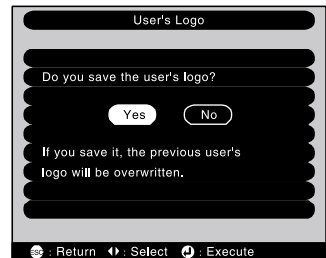 User's Logo
Do you save the user's logo?
Yes No
If you save it, the previous user's
logo will be overwritten.
ESC : Return : Select : Execute